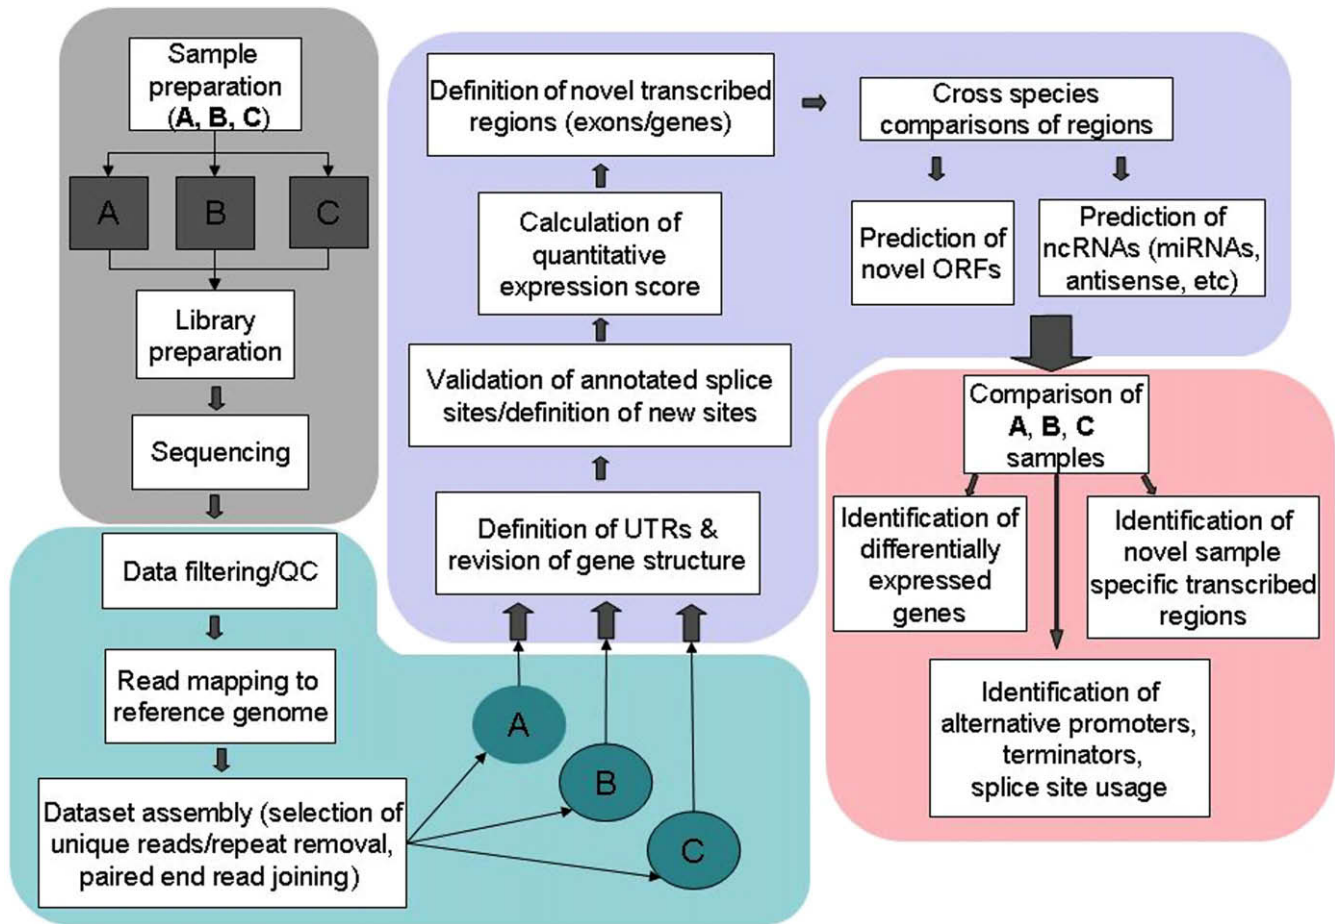 Sample
preparation
(A, B, C)
A
B
C
Library
preparation
Sequencing
Data filtering/QC
Read mapping to
reference genome
Dataset assembly (selection of
unique reads/repeat removal,
paired end read joining)
A
B
C
Definition of UTRs &
revision of gene structure
Validation of annotated splice
sites/definition of new sites
Calculation of
quantitative
expression score
Definition of novel transcribed
regions (exons/genes)
Cross species
comparisons of regions
Prediction of
novel ORFs
Prediction of
ncRNAs (miRNAs,
antisense, etc)
Comparison of
A, B, C
samples
Identification of
differentially
expressed
genes
Identification of
novel sample
specific transcribed
regions
Identification of
alternative promoters,
terminators,
splice site usage